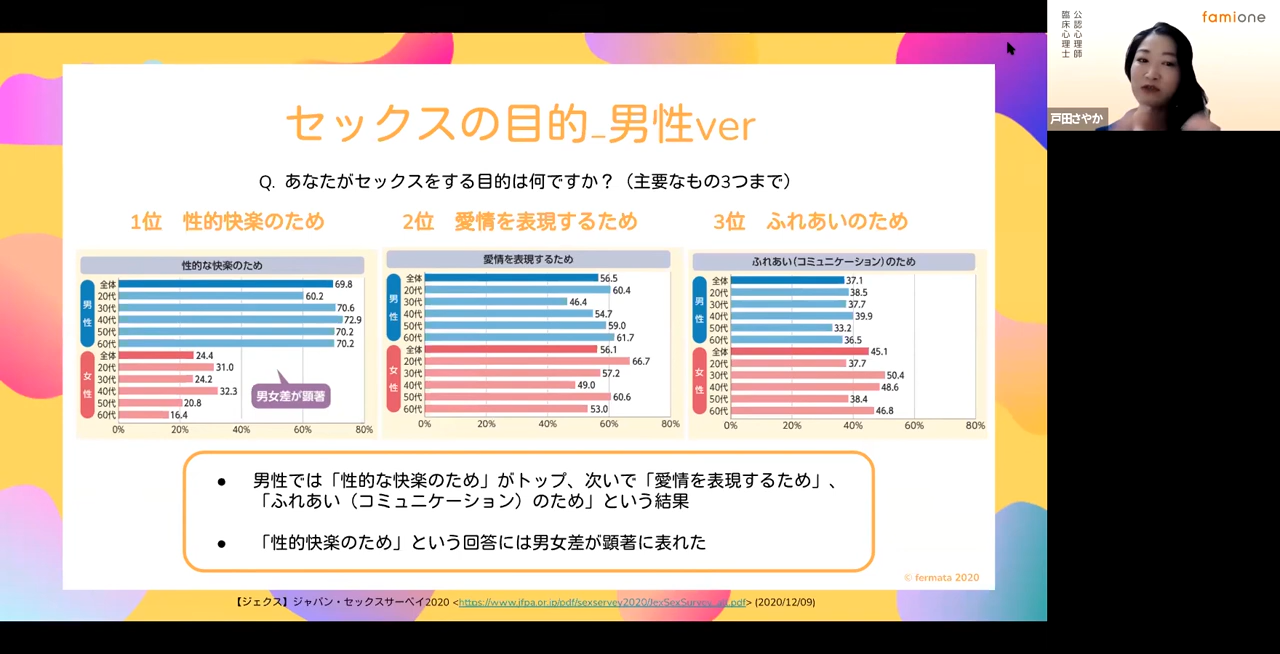 セックスの目的_男性ver
Q. あなたがセックスをする目的は何ですか？（主要なもの3つまで）
1位　性的快楽のため
2位　愛情を表現するため
3位　ふれあいのため
性的な快楽のため
男性
全体 69.8
20代 60.2
30代 70.6
40代 72.9
50代 70.2
60代 70.2
女性
全体 24.4
20代 31.0
30代 24.2
40代 32.3
50代 20.8
60代 16.4
男女差が顕著
0% 20% 40% 60% 80%
愛情を表現するため
男性
全体 56.5
20代 60.4
30代 46.4
40代 54.7
50代 59.0
60代 61.7
女性
全体 56.1
20代 66.7
30代 57.2
40代 49.0
50代 60.6
60代 53.0
0% 20% 40% 60% 80%
ふれあい（コミュニケーション）のため
男性
全体 37.1
20代 38.5
30代 37.7
40代 39.9
50代 33.2
60代 36.5
女性
全体 45.1
20代 37.7
30代 50.4
40代 48.6
50代 38.4
60代 46.8
0% 20% 40% 60% 80%
● 男性では「性的な快楽のため」がトップ、次いで「愛情を表現するため」、
「ふれあい（コミュニケーション）のため」という結果
● 「性的快楽のため」という回答には男女差が顕著に表れた
© fermata 2020
【ジェクス】ジャパン・セックスサーベイ2020 <https://www.jfpa.or.jp/pdf/sexservey2020/JexSexSurvey_all.pdf> (2020/12/09)
公認心理師
臨床心理士
famione
戸田さやか